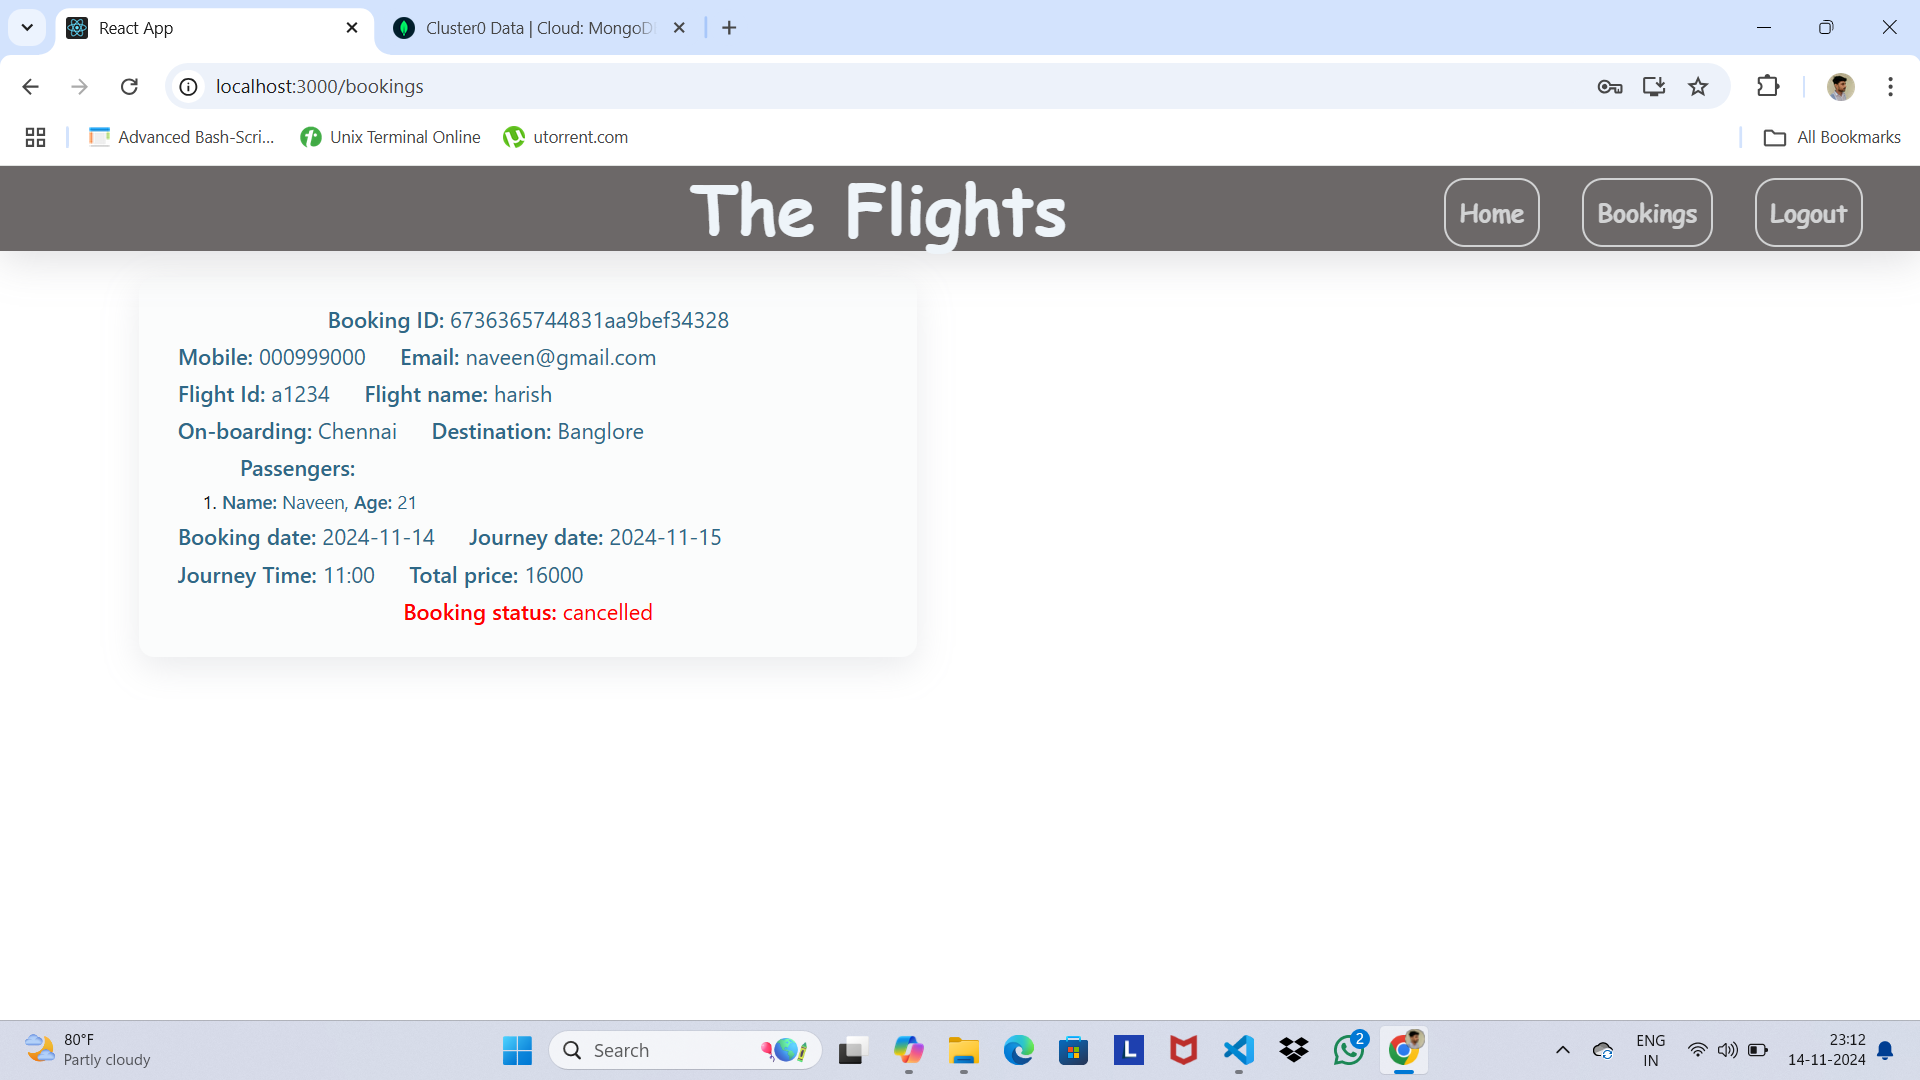 React App
Cluster0 Data | Cloud: MongoD
localhost:3000/bookings
Advanced Bash-Scri...
Unix Terminal Online
utorrent.com
All Bookmarks
The Flights
Home
Bookings
Logout
Booking ID: 6736365744831aa9bef34328
Mobile: 000999000 Email: naveen@gmail.com
Flight Id: a1234 Flight name: harish
On-boarding: Chennai Destination: Banglore
Passengers:
1. Name: Naveen, Age: 21
Booking date: 2024-11-14 Journey date: 2024-11-15
Journey Time: 11:00 Total price: 16000
Booking status: cancelled
80°F
Partly cloudy
Search
L
2
ENG
IN
23:12
14-11-2024